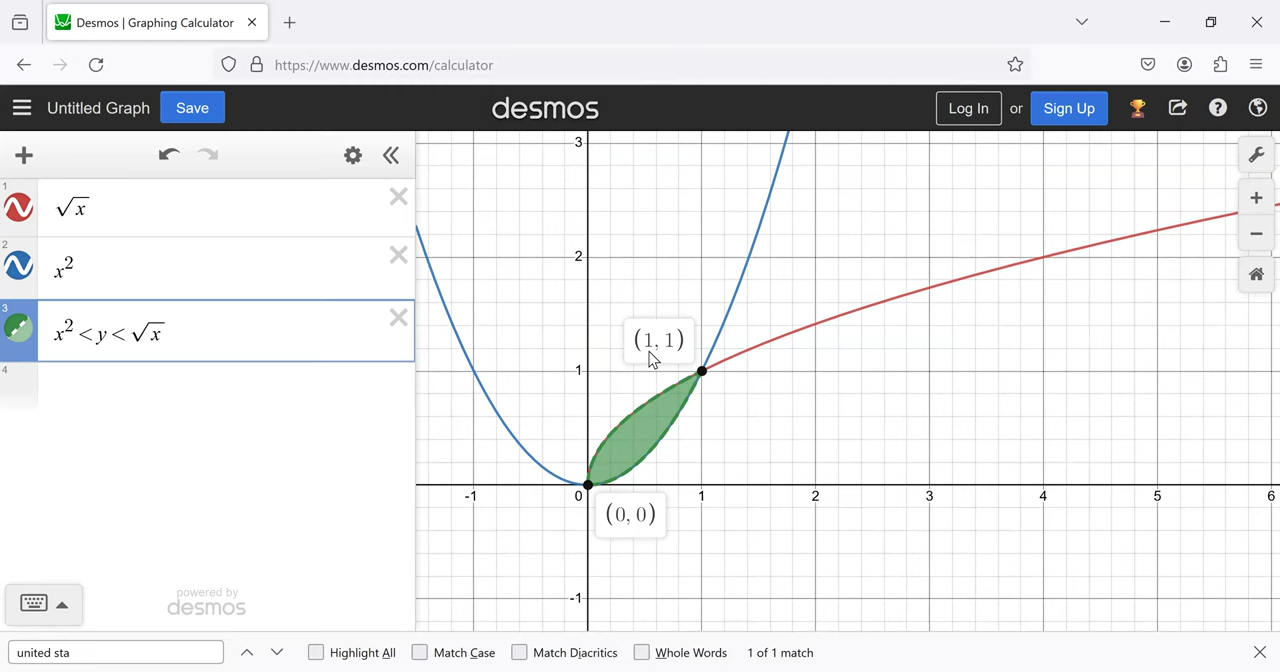 Desmos | Graphing Calculator
https://www.desmos.com/calculator
Untitled Graph Save desmos Log In or Sign Up
1 √x
2 x²
3 x² < y < √x
4
3
2
1
-1
-1 0 1 2 3 4 5 6
(1, 1)
(0, 0)
powered by
desmos
united sta Highlight All Match Case Match Diacritics Whole Words 1 of 1 match